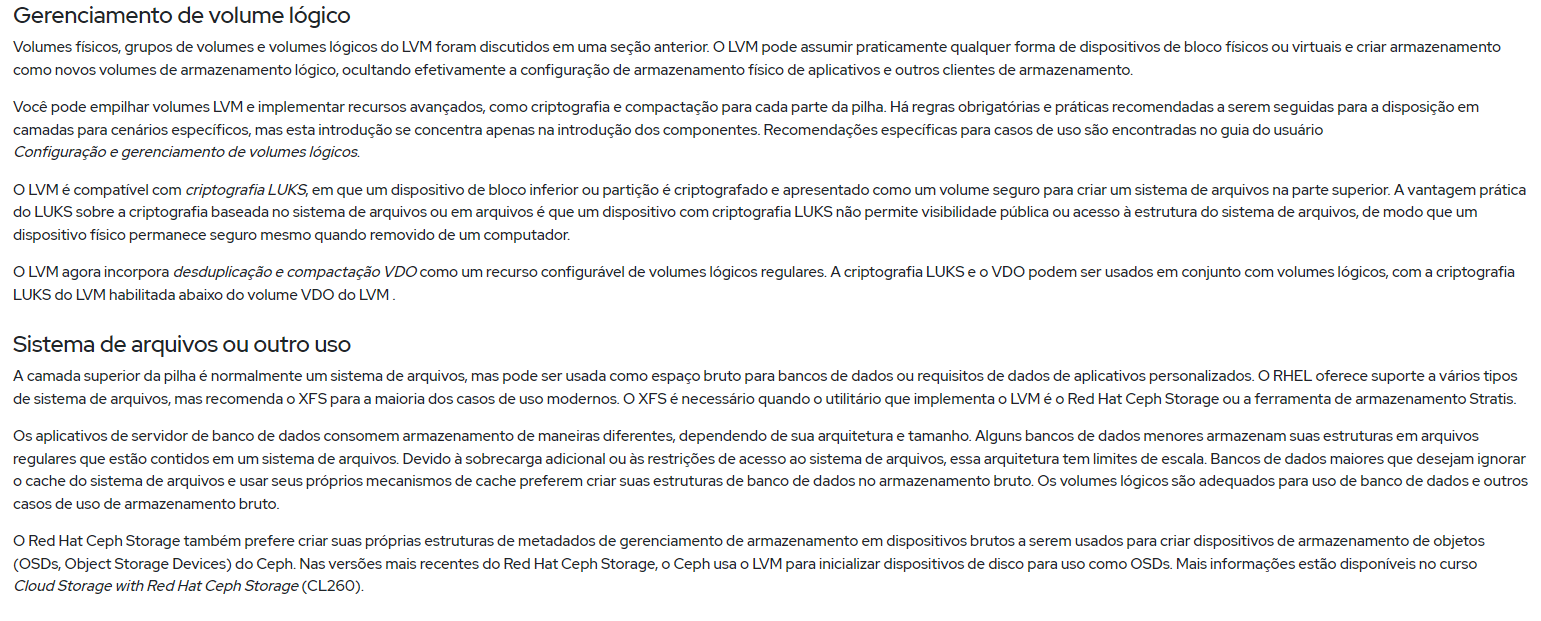 Gerenciamento de volume lógico
Volumes físicos, grupos de volumes e volumes lógicos do LVM foram discutidos em uma seção anterior. O LVM pode assumir praticamente qualquer forma de dispositivos de bloco físicos ou virtuais e criar armazenamento
como novos volumes de armazenamento lógico, ocultando efetivamente a configuração de armazenamento físico de aplicativos e outros clientes de armazenamento.
Você pode empilhar volumes LVM e implementar recursos avançados, como criptografia e compactação para cada parte da pilha. Há regras obrigatórias e práticas recomendadas a serem seguidas para a disposição em
camadas para cenários específicos, mas esta introdução se concentra apenas na introdução dos componentes. Recomendações específicas para casos de uso são encontradas no guia do usuário
Configuração e gerenciamento de volumes lógicos.
O LVM é compatível com criptografia LUKS, em que um dispositivo de bloco inferior ou partição é criptografado e apresentado como um volume seguro para criar um sistema de arquivos na parte superior. A vantagem prática
do LUKS sobre a criptografia baseada no sistema de arquivos ou em arquivos é que um dispositivo com criptografia LUKS não permite visibilidade pública ou acesso à estrutura do sistema de arquivos, de modo que um
dispositivo físico permanece seguro mesmo quando removido de um computador.
O LVM agora incorpora desduplicação e compactação VDO como um recurso configurável de volumes lógicos regulares. A criptografia LUKS e o VDO podem ser usados em conjunto com volumes lógicos, com a criptografia
LUKS do LVM habilitada abaixo do volume VDO do LVM .
Sistema de arquivos ou outro uso
A camada superior da pilha é normalmente um sistema de arquivos, mas pode ser usada como espaço bruto para bancos de dados ou requisitos de dados de aplicativos personalizados. O RHEL oferece suporte a vários tipos
de sistema de arquivos, mas recomenda o XFS para a maioria dos casos de uso modernos. O XFS é necessário quando o utilitário que implementa o LVM é o Red Hat Ceph Storage ou a ferramenta de armazenamento Stratis.
Os aplicativos de servidor de banco de dados consomem armazenamento de maneiras diferentes, dependendo de sua arquitetura e tamanho. Alguns bancos de dados menores armazenam suas estruturas em arquivos
regulares que estão contidos em um sistema de arquivos. Devido à sobrecarga adicional ou às restrições de acesso ao sistema de arquivos, essa arquitetura tem limites de escala. Bancos de dados maiores que desejam ignorar
o cache do sistema de arquivos e usar seus próprios mecanismos de cache preferem criar suas estruturas de banco de dados no armazenamento bruto. Os volumes lógicos são adequados para uso de banco de dados e outros
casos de uso de armazenamento bruto.
O Red Hat Ceph Storage também prefere criar suas próprias estruturas de metadados de gerenciamento de armazenamento em dispositivos brutos a serem usados para criar dispositivos de armazenamento de objetos
(OSDs, Object Storage Devices) do Ceph. Nas versões mais recentes do Red Hat Ceph Storage, o Ceph usa o LVM para inicializar dispositivos de disco para uso como OSDs. Mais informações estão disponíveis no curso
Cloud Storage with Red Hat Ceph Storage (CL260).